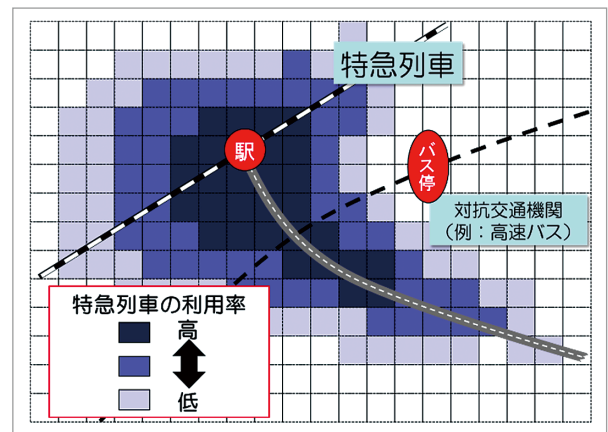 特急列車
駅
バス停
対抗交通機関
（例：高速バス）
特急列車の利用率
高
低